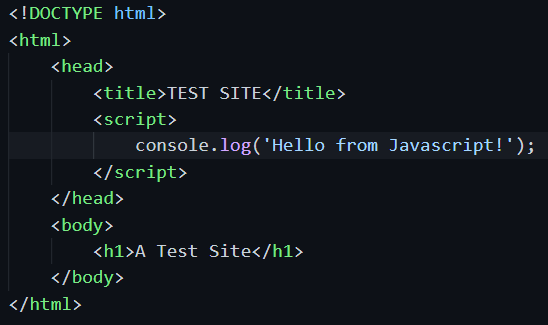 <!DOCTYPE html>
<html>
    <head>
        <title>TEST SITE</title>
        <script>
            console.log('Hello from Javascript!');
        </script>
    </head>
    <body>
        <h1>A Test Site</h1>
    </body>
</html>